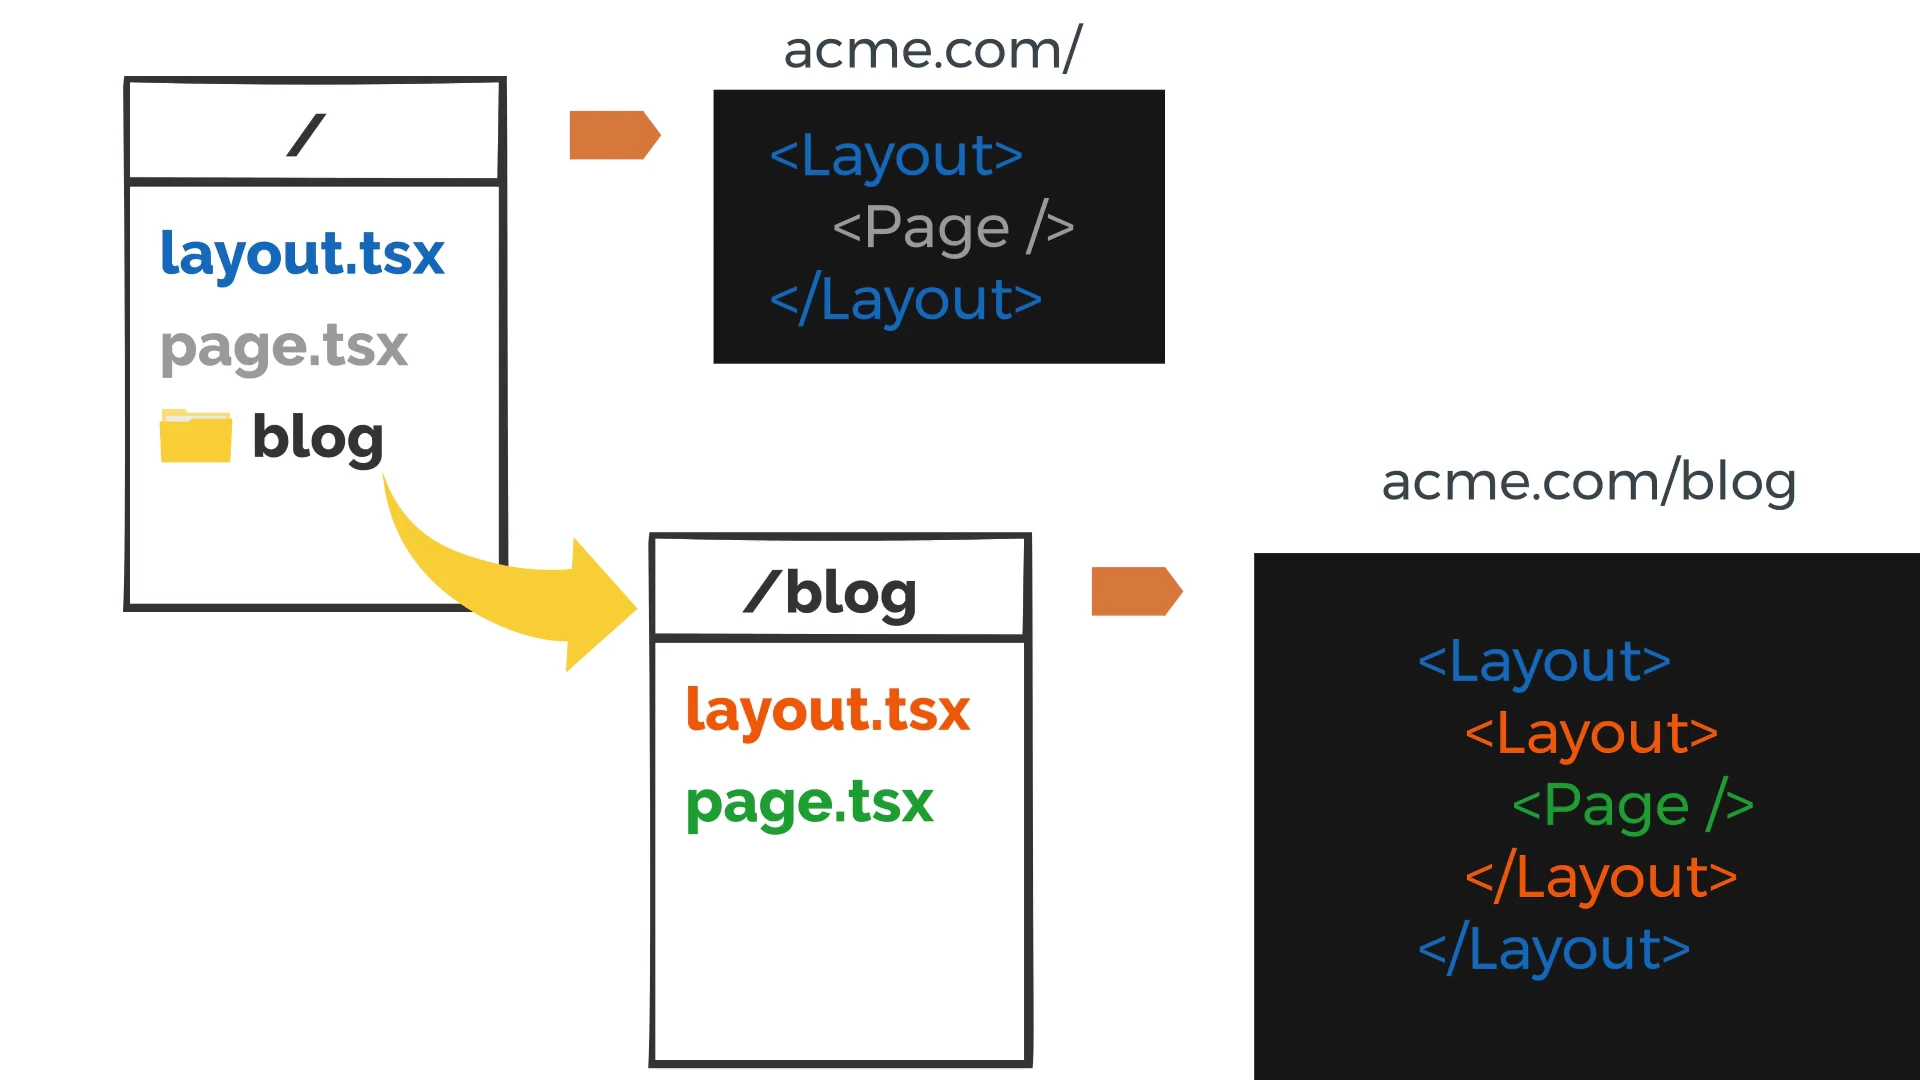 /
layout.tsx
page.tsx
blog
acme.com/
<Layout>
<Page />
</Layout>
/blog
layout.tsx
page.tsx
acme.com/blog
<Layout>
<Layout>
<Page />
</Layout>
</Layout>